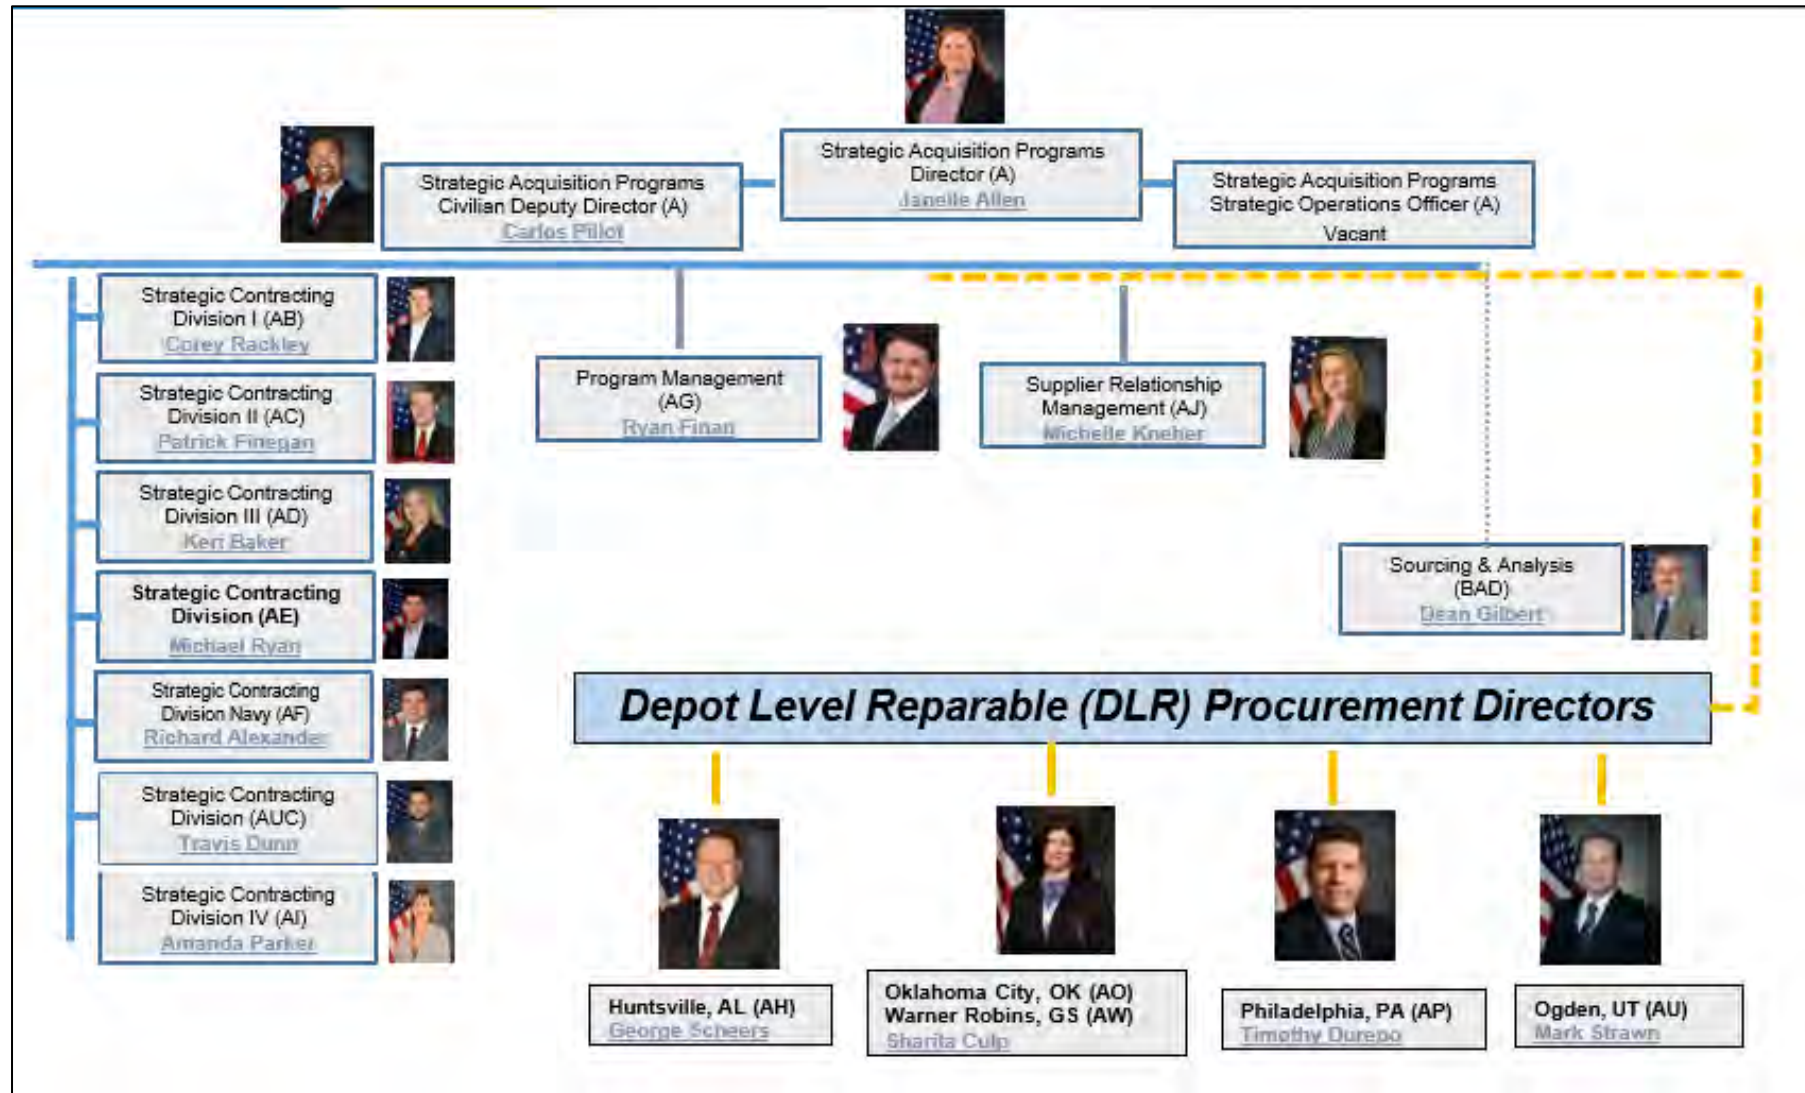 Strategic Acquisition Programs
Director (A)
Janelle Allen
Strategic Acquisition Programs
Civilian Deputy Director (A)
Carlos Pillot
Strategic Acquisition Programs
Strategic Operations Officer (A)
Vacant
Strategic Contracting
Division I (AB)
Corey Rackley
Strategic Contracting
Division II (AC)
Patrick Finegan
Strategic Contracting
Division III (AD)
Keri Baker
Strategic Contracting
Division (AE)
Michael Ryan
Strategic Contracting
Division Navy (AF)
Richard Alexander
Strategic Contracting
Division (AUC)
Travis Dunn
Strategic Contracting
Division IV (AI)
Amanda Parker
Program Management
(AG)
Ryan Finan
Supplier Relationship
Management (AJ)
Michelle Kneher
Sourcing & Analysis
(BAD)
Dean Gilbert
Depot Level Reparable (DLR) Procurement Directors
Huntsville, AL (AH)
George Scheers
Oklahoma City, OK (AO)
Warner Robins, GS (AW)
Sharita Culp
Philadelphia, PA (AP)
Timothy Durepo
Ogden, UT (AU)
Mark Strawn